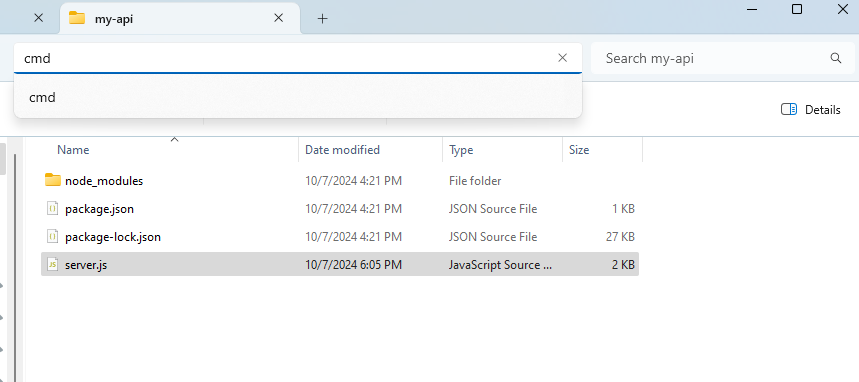 my-api
cmd
Search my-api
cmd
Details
Name Date modified Type Size
node_modules 10/7/2024 4:21 PM File folder
package.json 10/7/2024 4:21 PM JSON Source File 1 KB
package-lock.json 10/7/2024 4:21 PM JSON Source File 27 KB
server.js 10/7/2024 6:05 PM JavaScript Source ... 2 KB